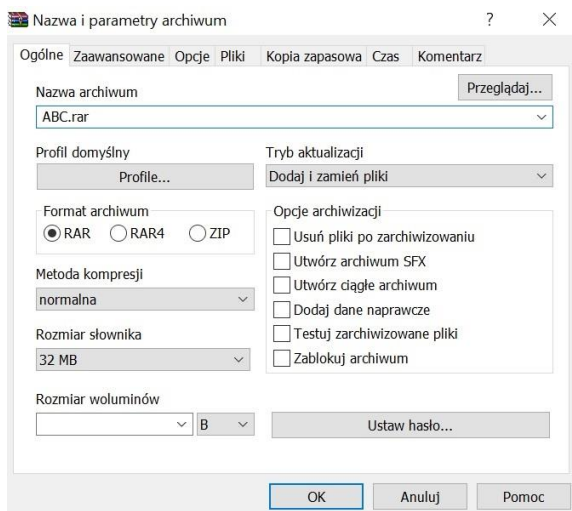 Nazwa i parametry archiwum
Ogólne Zaawansowane Opcje Pliki Kopia zapasowa Czas Komentarz
Nazwa archiwum
Przeglądaj...
ABC.rar
Profil domyślny
Profile...
Tryb aktualizacji
Dodaj i zamień pliki
Format archiwum
RAR RAR4 ZIP
Metoda kompresji
normalna
Rozmiar słownika
32 MB
Rozmiar woluminów
B
Opcje archiwizacji
Usuń pliki po zarchiwizowaniu
Utwórz archiwum SFX
Utwórz ciągłe archiwum
Dodaj dane naprawcze
Testuj zarchiwizowane pliki
Zablokuj archiwum
Ustaw hasło...
OK Anuluj Pomoc